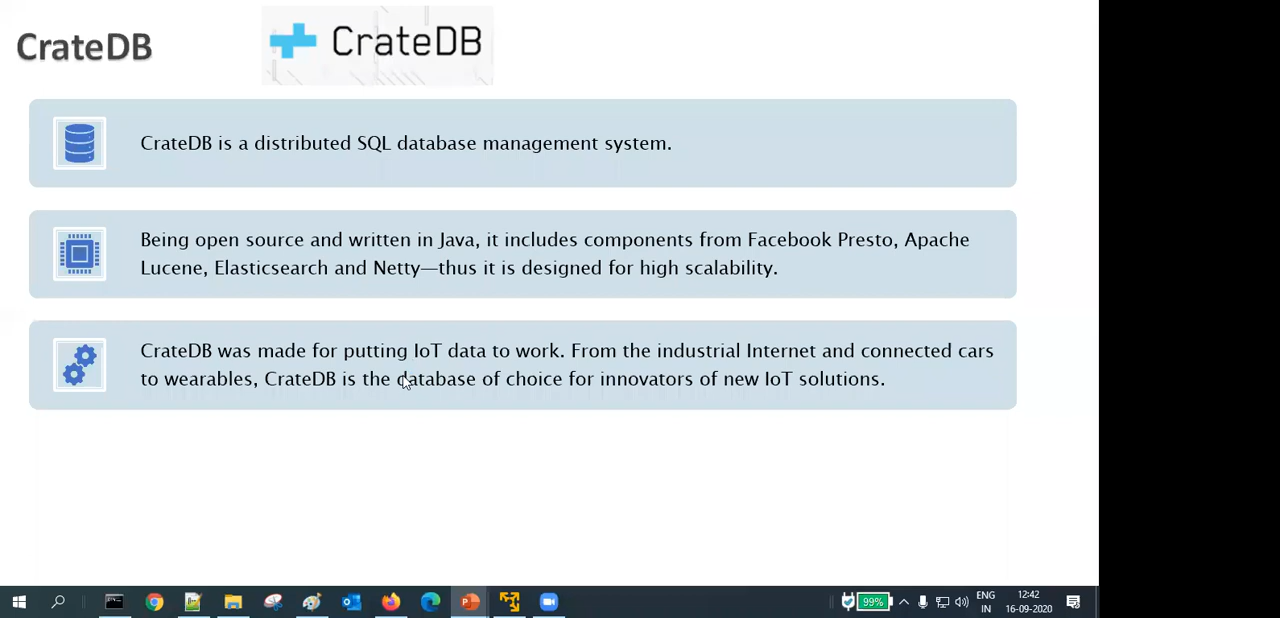 CrateDB
CrateDB
CrateDB is a distributed SQL database management system.
Being open source and written in Java, it includes components from Facebook Presto, Apache
Lucene, Elasticsearch and Netty—thus it is designed for high scalability.
CrateDB was made for putting IoT data to work. From the industrial Internet and connected cars
to wearables, CrateDB is the database of choice for innovators of new IoT solutions.
99%
ENG
IN
12:42
16-09-2020